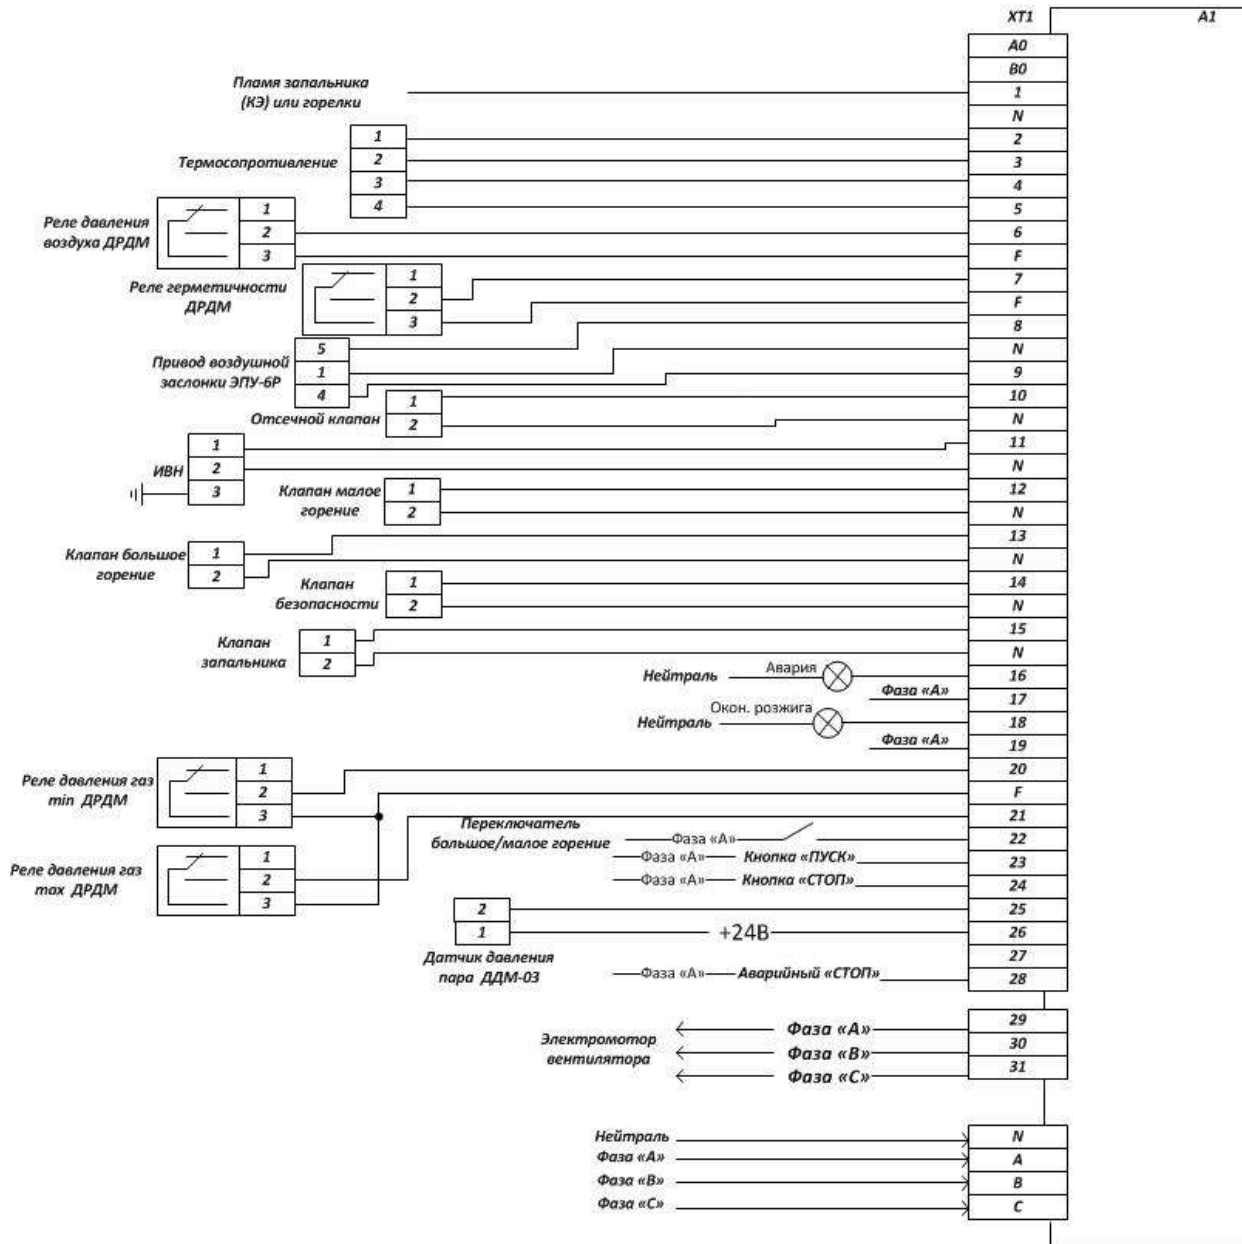 XT1
A1
A0
B0
Пламя запальника
(КЭ) или горелки
1
N
Термосопротивление
1
2
3
4
2
3
4
5
Реле давления
воздуха ДРДМ
1
2
3
6
F
Реле герметичности
ДРДМ
1
2
3
7
F
Привод воздушной
заслонки ЭПУ-6Р
5
1
4
8
N
9
Отсечной клапан
1
2
10
N
ИВН
1
2
3
11
N
Клапан малое
горение
1
2
12
N
Клапан большое
горение
1
2
13
N
Клапан
безопасности
1
2
14
N
Клапан
запальника
1
2
15
N
Нейтраль
Авария
16
Фаза «А»
17
Нейтраль
Окон. розжига
18
Фаза «А»
19
Реле давления газ
min ДРДМ
1
2
3
20
F
21
Реле давления газ
max ДРДМ
1
2
3
Переключатель
большое/малое горение
Фаза «А»
22
Фаза «А»
Кнопка «ПУСК»
23
Фаза «А»
Кнопка «СТОП»
24
2
1
25
+24В
26
Датчик давления
пара ДДМ-03
27
Фаза «А»
Аварийный «СТОП»
28
Электромотор
вентилятора
Фаза «А»
29
Фаза «В»
30
Фаза «С»
31
Нейтраль
N
Фаза «А»
A
Фаза «В»
B
Фаза «С»
C